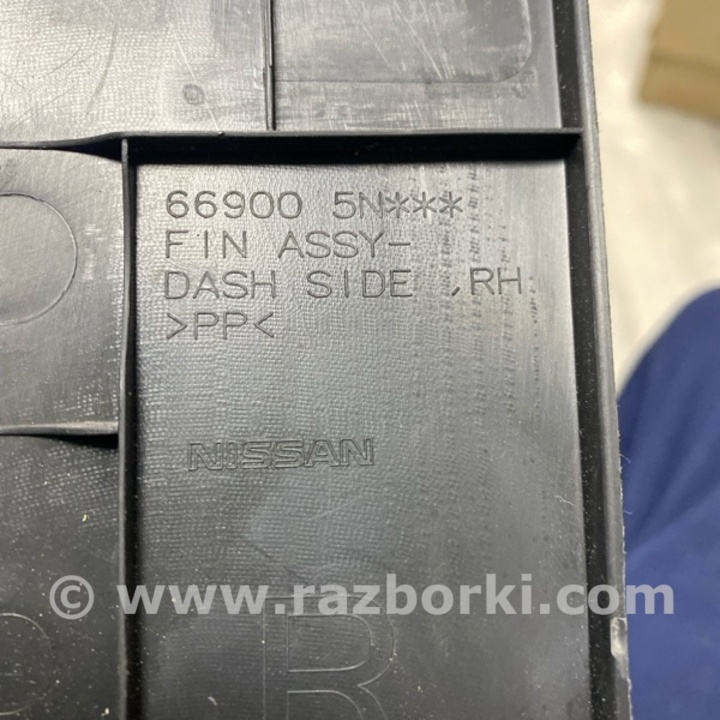 66900 5N***
FIN ASSY-
DASH SIDE ,RH
>PP<
NISSAN
© www.razborki.com
R